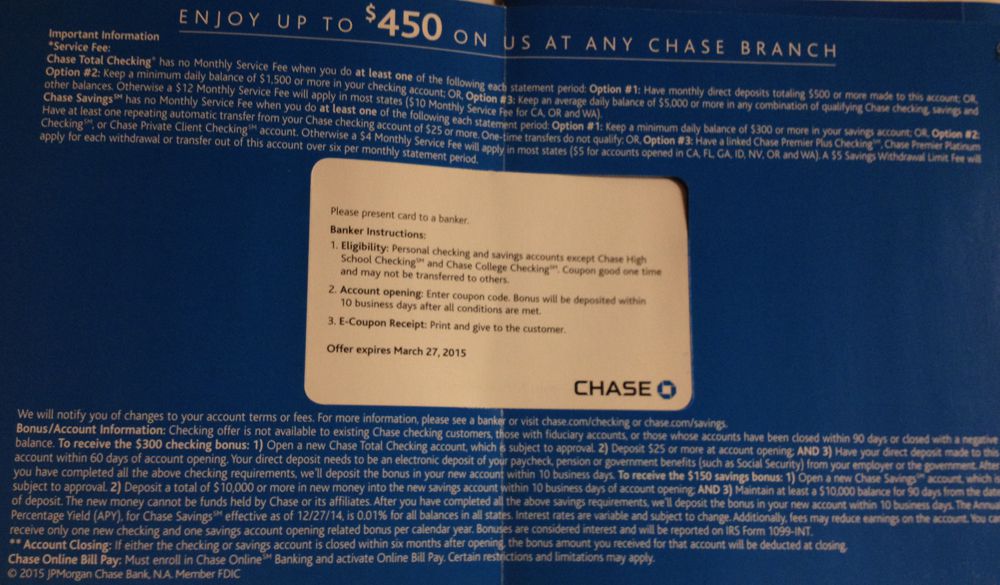 ENJOY UP TO $450 ON US AT ANY CHASE BRANCH
Important Information
*Service Fee:
Chase Total Checking® has no Monthly Service Fee when you do at least one of the following each statement period: Option #1: Have monthly direct deposits totaling $500 or more made to this account; OR,
Option #2: Keep a minimum daily balance of $1,500 or more in your checking account; OR, Option #3: Keep an average daily balance of $5,000 or more in any combination of qualifying Chase checking, savings and
other balances. Otherwise a $12 Monthly Service Fee will apply in most states ($10 Monthly Service Fee for CA, OR and WA).
Chase Savings℠ has no Monthly Service Fee when you do at least one of the following each statement period: Option #1: Keep a minimum daily balance of $300 or more in your savings account; OR, Option #2:
Have at least one repeating automatic transfer from your Chase checking account of $25 or more. One-time transfers do not qualify; OR, Option #3: Have a linked Chase Premier Plus Checking℠, Chase Premier Platinum
Checking℠, or Chase Private Client Checking℠ account. Otherwise a $4 Monthly Service Fee will apply in most states ($5 for accounts opened in CA, FL, GA, ID, NV, OR and WA). A $5 Savings Withdrawal Limit Fee will
apply for each withdrawal or transfer out of this account over six per monthly statement period.
Please present card to a banker.
Banker Instructions:
1. Eligibility: Personal checking and savings accounts except Chase High
School Checking℠ and Chase College Checking℠. Coupon good one time
and may not be transferred to others.
2. Account opening: Enter coupon code. Bonus will be deposited within
10 business days after all conditions are met.
3. E-Coupon Receipt: Print and give to the customer.
Offer expires March 27, 2015
CHASE
We will notify you of changes to your account terms or fees. For more information, please see a banker or visit chase.com/checking or chase.com/savings.
Bonus/Account Information: Checking offer is not available to existing Chase checking customers, those with fiduciary accounts, or those whose accounts have been closed within 90 days or closed with a negative
balance. To receive the $300 checking bonus: 1) Open a new Chase Total Checking account, which is subject to approval. 2) Deposit $25 or more at account opening; AND 3) Have your direct deposit made to this
account within 60 days of account opening. Your direct deposit needs to be an electronic deposit of your paycheck, pension or government benefits (such as Social Security) from your employer or the government. After
you have completed all the above checking requirements, we'll deposit the bonus in your new account within 10 business days. To receive the $150 savings bonus: 1) Open a new Chase Savings℠ account, which is
subject to approval. 2) Deposit a total of $10,000 or more in new money into the new savings account within 10 business days of account opening; AND 3) Maintain at least a $10,000 balance for 90 days from the date
of deposit. The new money cannot be funds held by Chase or its affiliates. After you have completed all the above savings requirements, we'll deposit the bonus in your new account within 10 business days. The Annual
Percentage Yield (APY), for Chase Savings℠ effective as of 12/27/14, is 0.01% for all balances in all states. Interest rates are variable and subject to change. Additionally, fees may reduce earnings on the account. You can
receive only one new checking and one savings account opening related bonus per calendar year. Bonuses are considered interest and will be reported on IRS Form 1099-INT.
**Account Closing: If either the checking or savings account is closed within six months after opening, the bonus amount you received for that account will be deducted at closing.
Chase Online Bill Pay: Must enroll in Chase Online℠ Banking and activate Online Bill Pay. Certain restrictions and limitations may apply.
© 2015 JPMorgan Chase Bank, N.A. Member FDIC